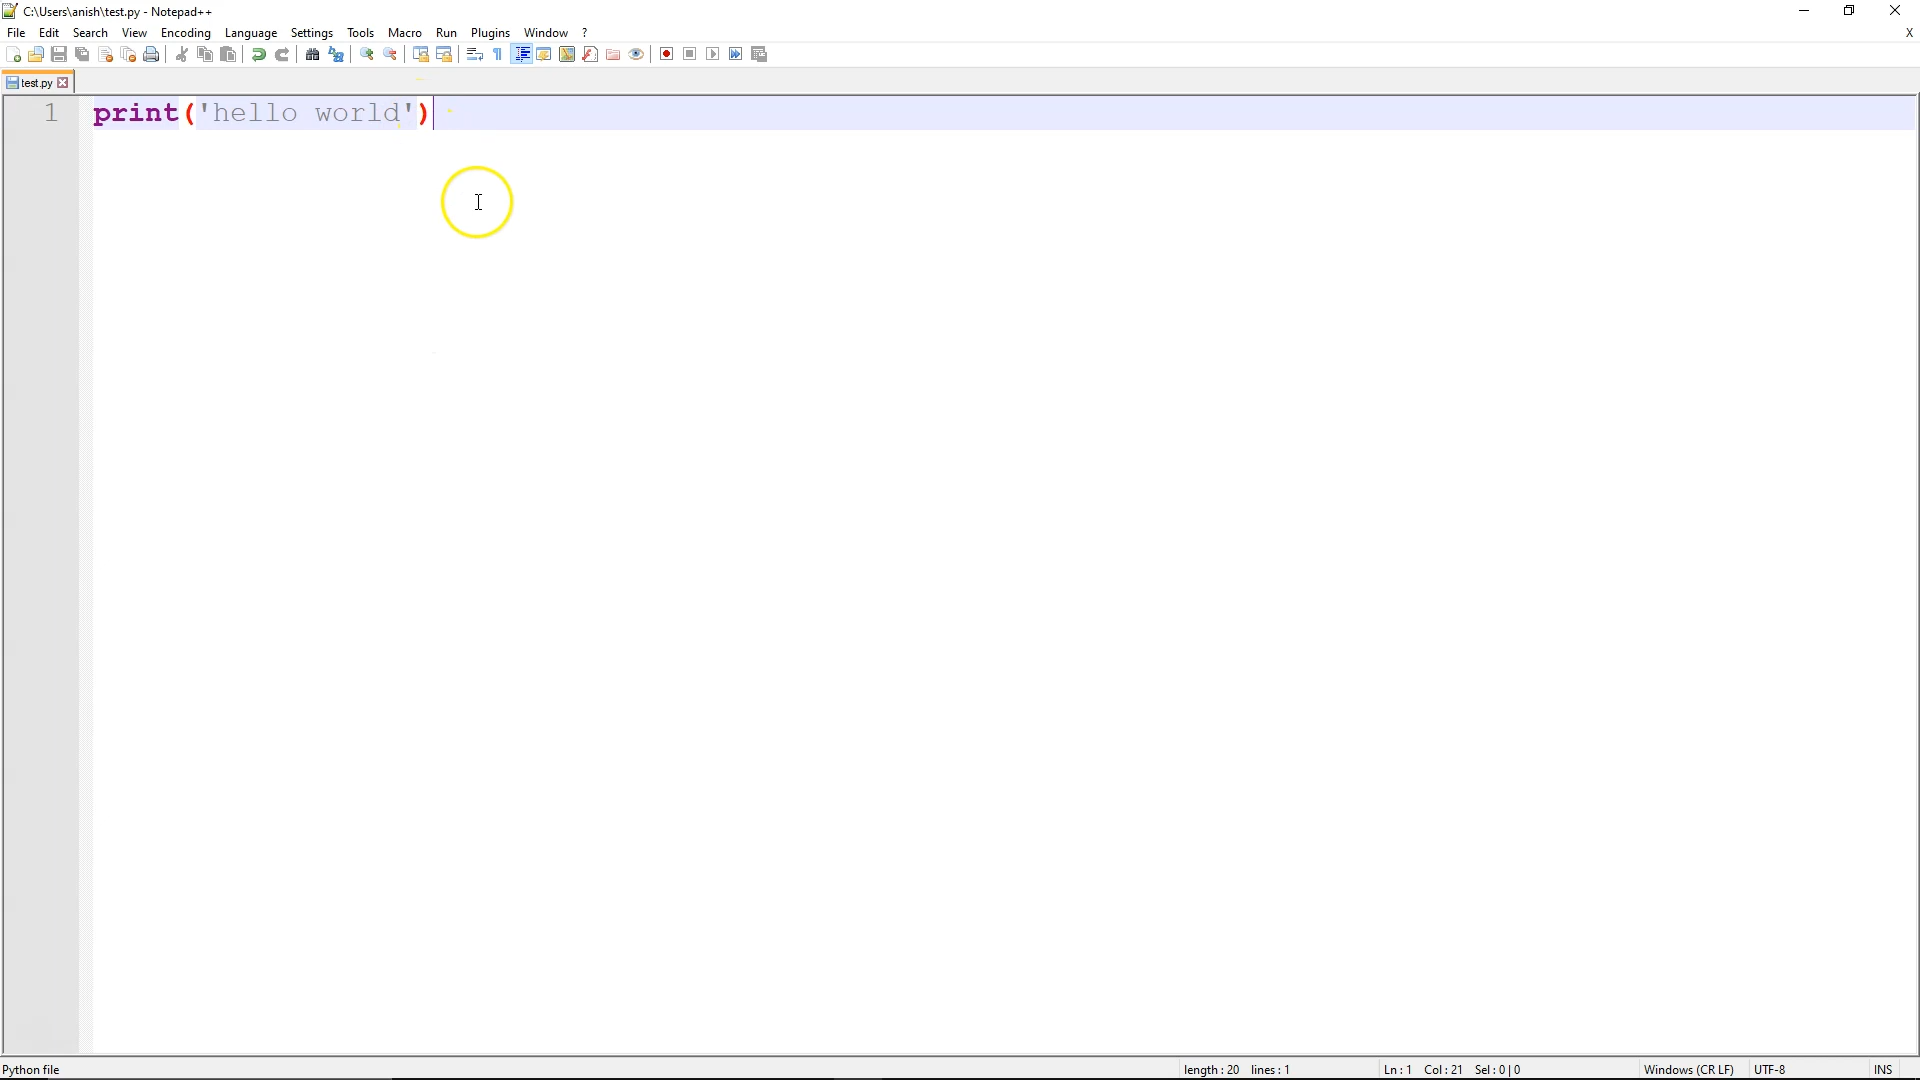 C:\Users\anish\test.py - Notepad++
File Edit Search View Encoding Language Settings Tools Macro Run Plugins Window ? X
test.py
1 print('hello world')
Python file length : 20 lines : 1 Ln : 1 Col : 21 Sel : 0 | 0 Windows (CR LF) UTF-8 INS